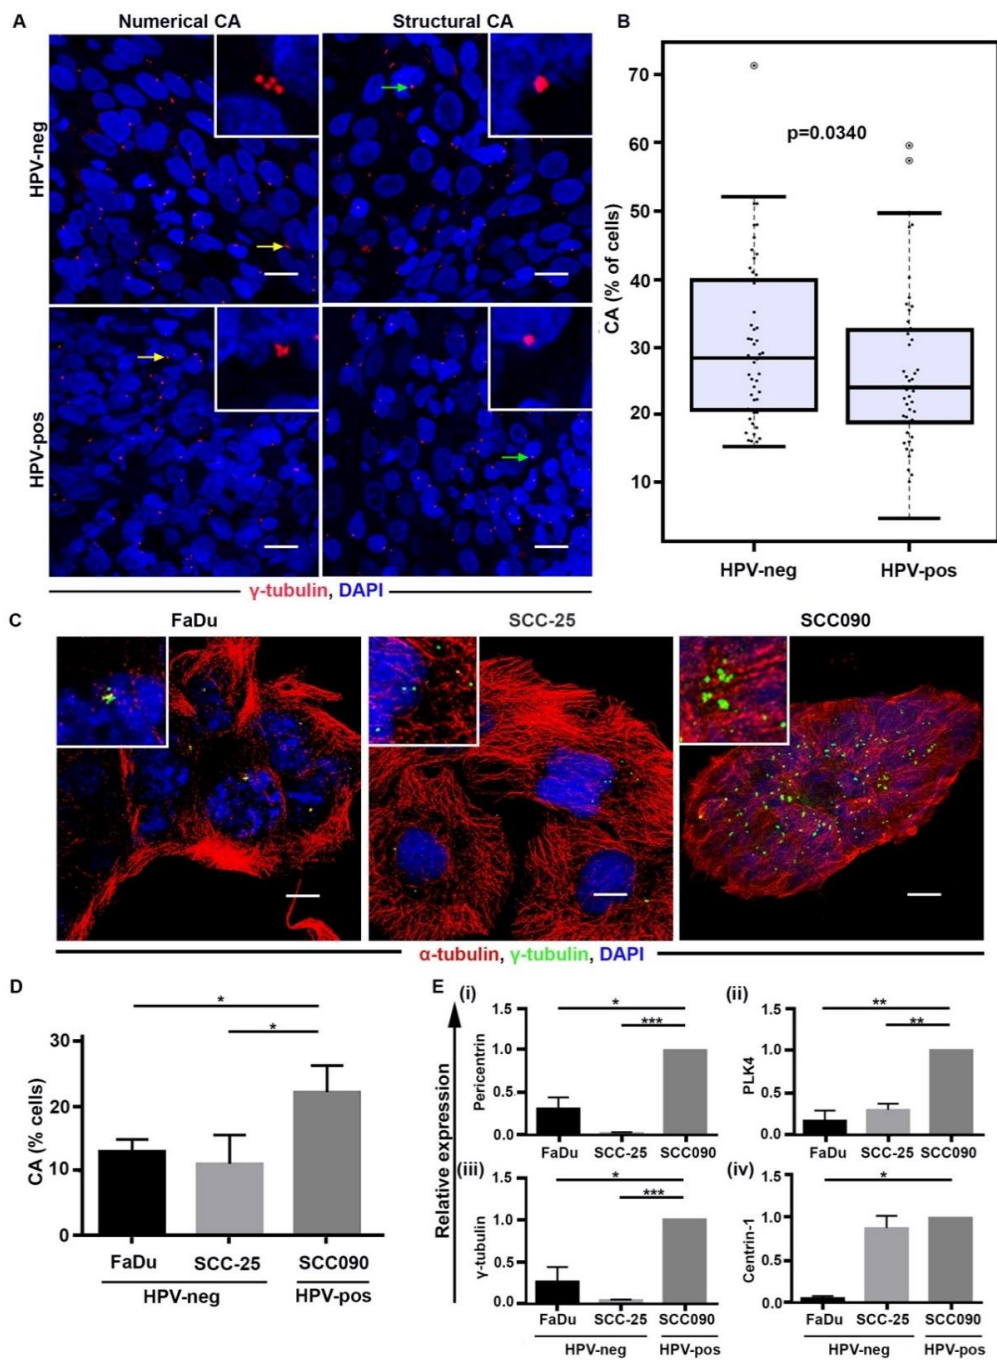 A
Numerical CA
Structural CA
HPV-neg
HPV-pos
γ-tubulin, DAPI
B
CA (% of cells)
70
60
50
40
30
20
10
p=0.0340
HPV-neg
HPV-pos
C
FaDu
SCC-25
SCC090
α-tubulin, γ-tubulin, DAPI
D
CA (% cells)
30
20
10
0
*
*
FaDu
SCC-25
SCC090
HPV-neg
HPV-pos
E
Relative expression
(i)
Pericentrin
1.5
1.0
0.5
0.0
*
***
FaDu
SCC-25
SCC090
(ii)
PLK4
1.5
1.0
0.5
0.0
**
**
FaDu
SCC-25
SCC090
(iii)
γ-tubulin
1.5
1.0
0.5
0.0
*
***
FaDu
SCC-25
SCC090
HPV-neg
HPV-pos
(iv)
Centrin-1
1.5
1.0
0.5
0.0
*
FaDu
SCC-25
SCC090
HPV-neg
HPV-pos